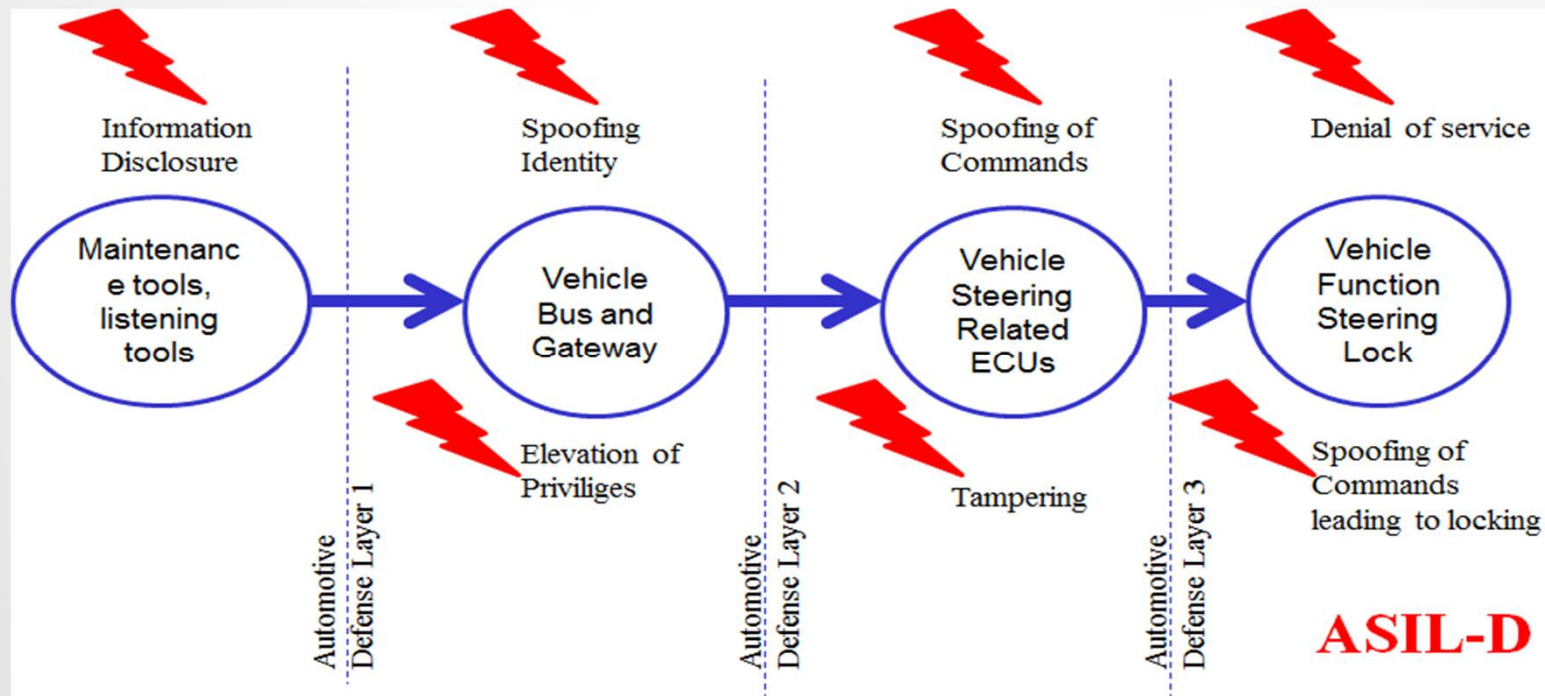 Information
Disclosure
Spoofing
Identity
Spoofing of
Commands
Denial of service
Maintenanc
e tools,
listening
tools
Vehicle
Bus and
Gateway
Vehicle
Steering
Related
ECUs
Vehicle
Function
Steering
Lock
Elevation of
Priviliges
Tampering
Spoofing of
Commands
leading to locking
Automotive
Defense Layer 1
Automotive
Defense Layer 2
Automotive
Defense Layer 3
ASIL-D